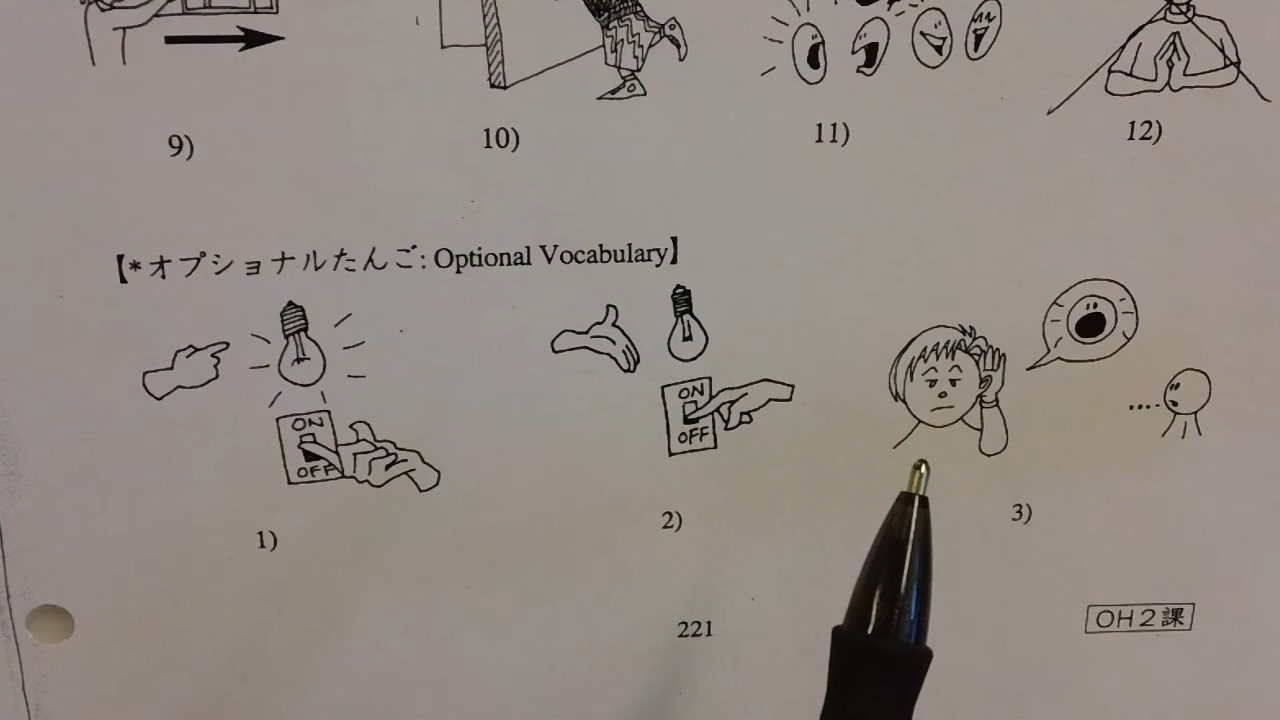 9) 10) 11) 12)
【*オプショナルたんご: Optional Vocabulary】
ON
OFF
ON
OFF
1) 2) 3)
221
OH2課